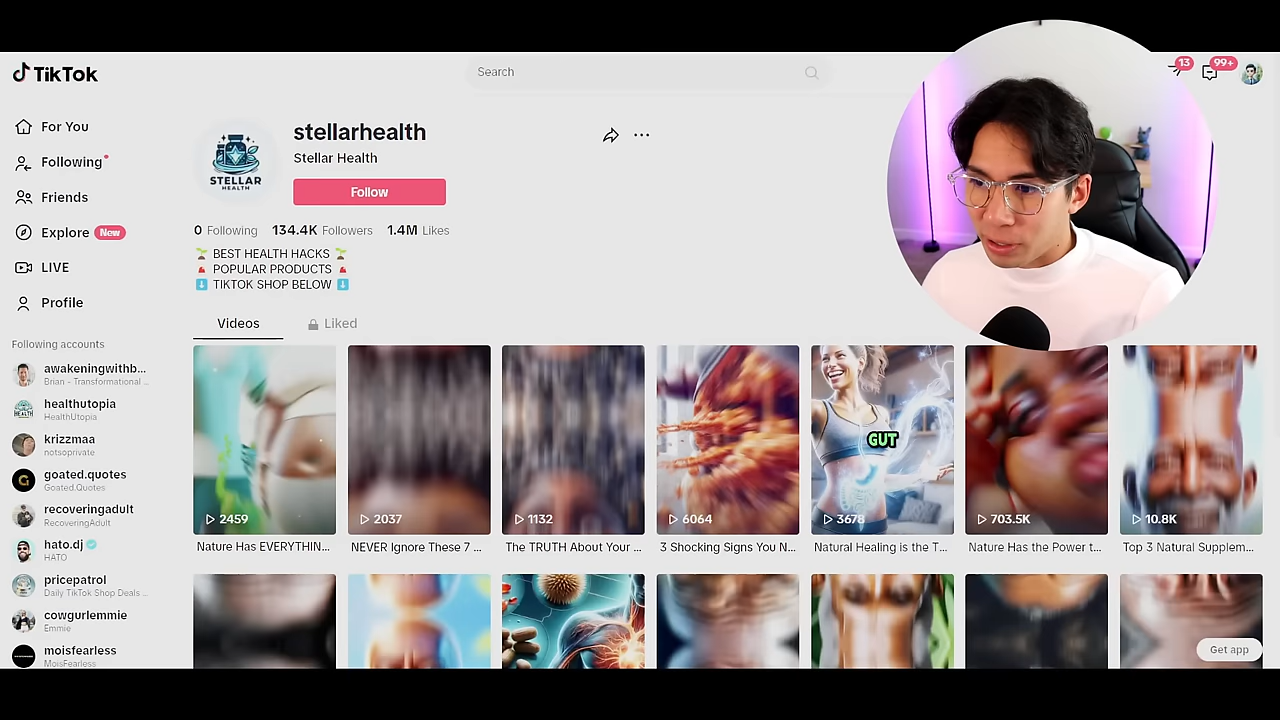 TikTok
Search
13
99+
For You
Following
Friends
Explore New
LIVE
Profile
Following accounts
awakeningwithb...
Brian - Transformational ...
healthutopia
HealthUtopia
krizzmaa
notsoprivate
goated.quotes
Goated.Quotes
recoveringadult
RecoveringAdult
hato.dj
HATO
pricepatrol
Daily TikTok Shop Deals ...
cowgurlemmie
Emmie
moisfearless
MoisFearless
STELLAR
HEALTH
stellarhealth
Stellar Health
Follow
0 Following 134.4K Followers 1.4M Likes
BEST HEALTH HACKS
POPULAR PRODUCTS
TIKTOK SHOP BELOW
Videos Liked
GUT
2459 2037 1132 6064 3678 703.5K 10.8K
Nature Has EVERYTHIN... NEVER Ignore These 7 ... The TRUTH About Your ... 3 Shocking Signs You N... Natural Healing is the T... Nature Has the Power t... Top 3 Natural Supplem...
Get app